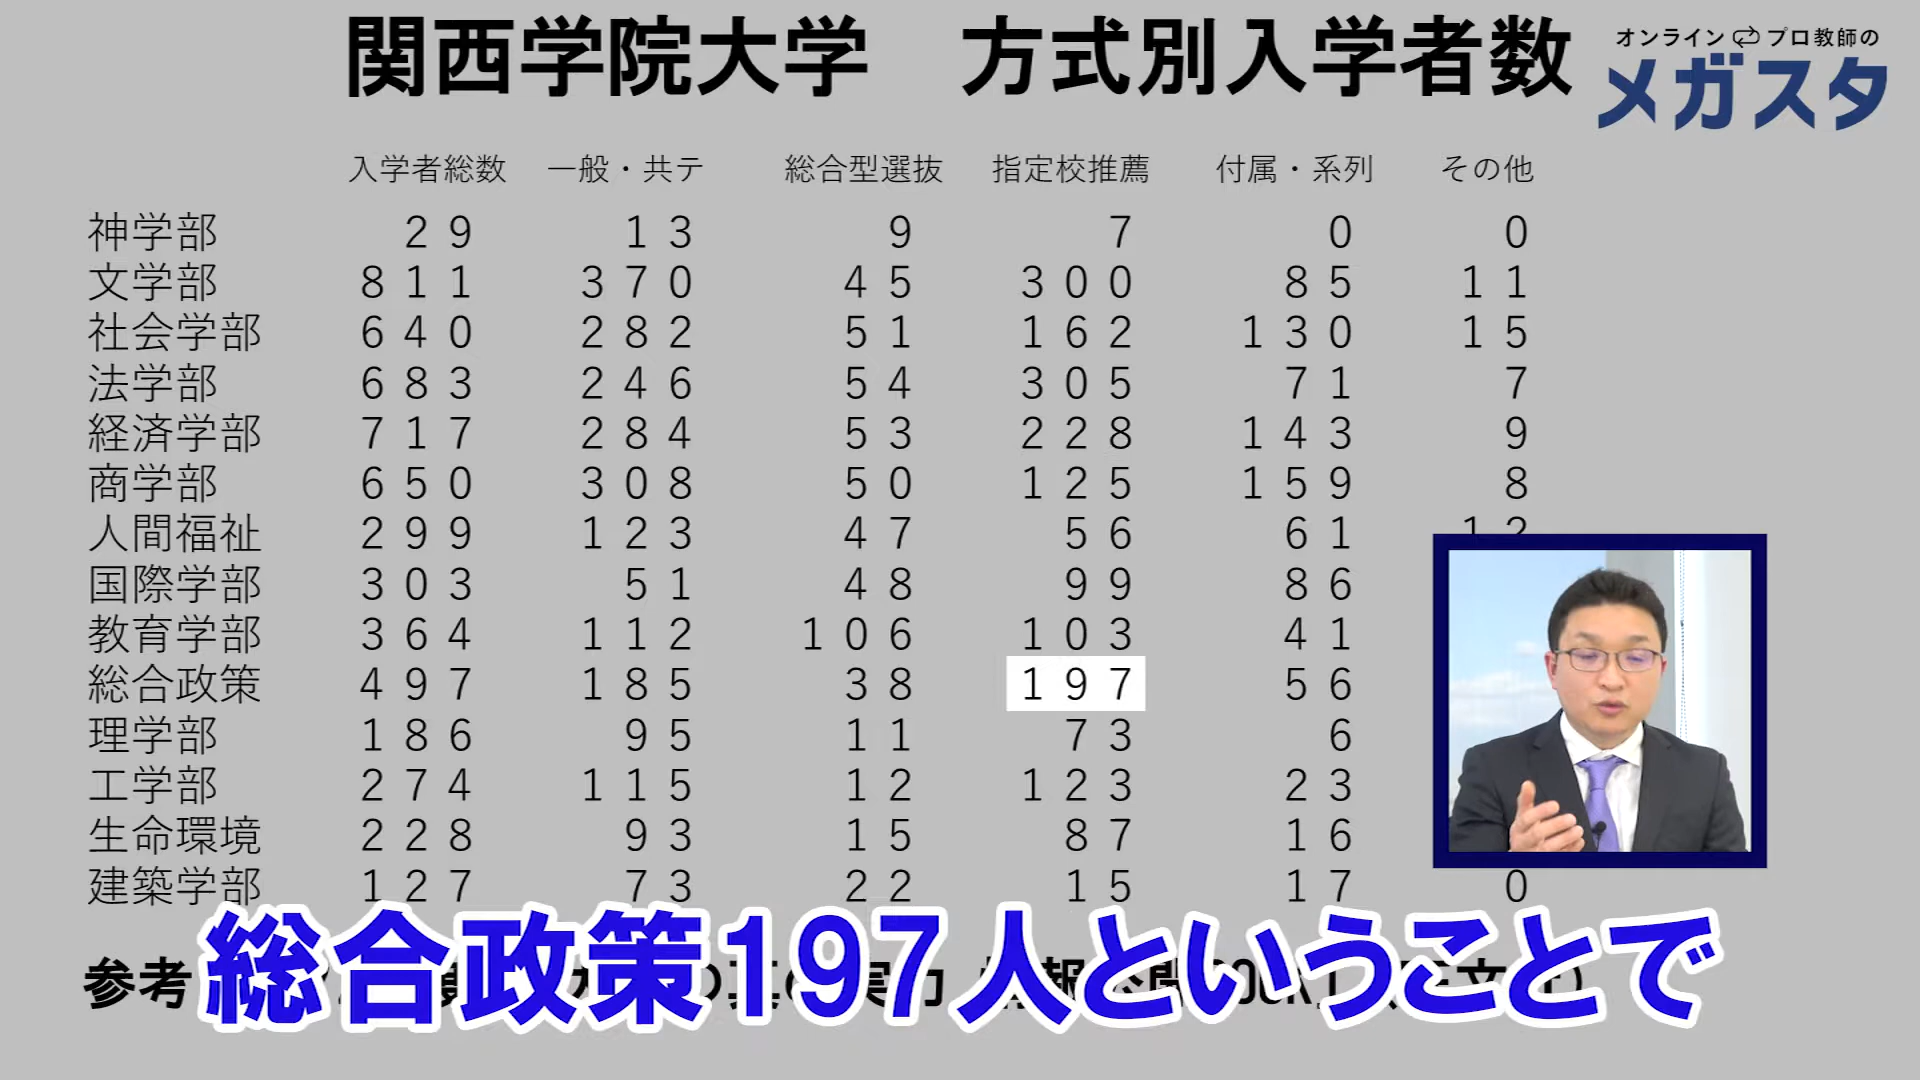 関西学院大学　方式別入学者数
オンライン プロ教師の
メガスタ
入学者総数 一般・共テ 総合型選抜 指定校推薦 付属・系列 その他
神学部 29 13 9 7 0 0
文学部 811 370 45 300 85 11
社会学部 640 282 51 162 130 15
法学部 683 246 54 305 71 7
経済学部 717 284 53 228 143 9
商学部 650 308 50 125 159 8
人間福祉 299 123 47 56 61 12
国際学部 303 51 48 99 86
教育学部 364 112 106 103 41
総合政策 497 185 38 197 56
理学部 186 95 11 73 6
工学部 274 115 12 123 23
生命環境 228 93 15 87 16
建築学部 127 73 22 15 17 0
参考
総合政策197人ということで